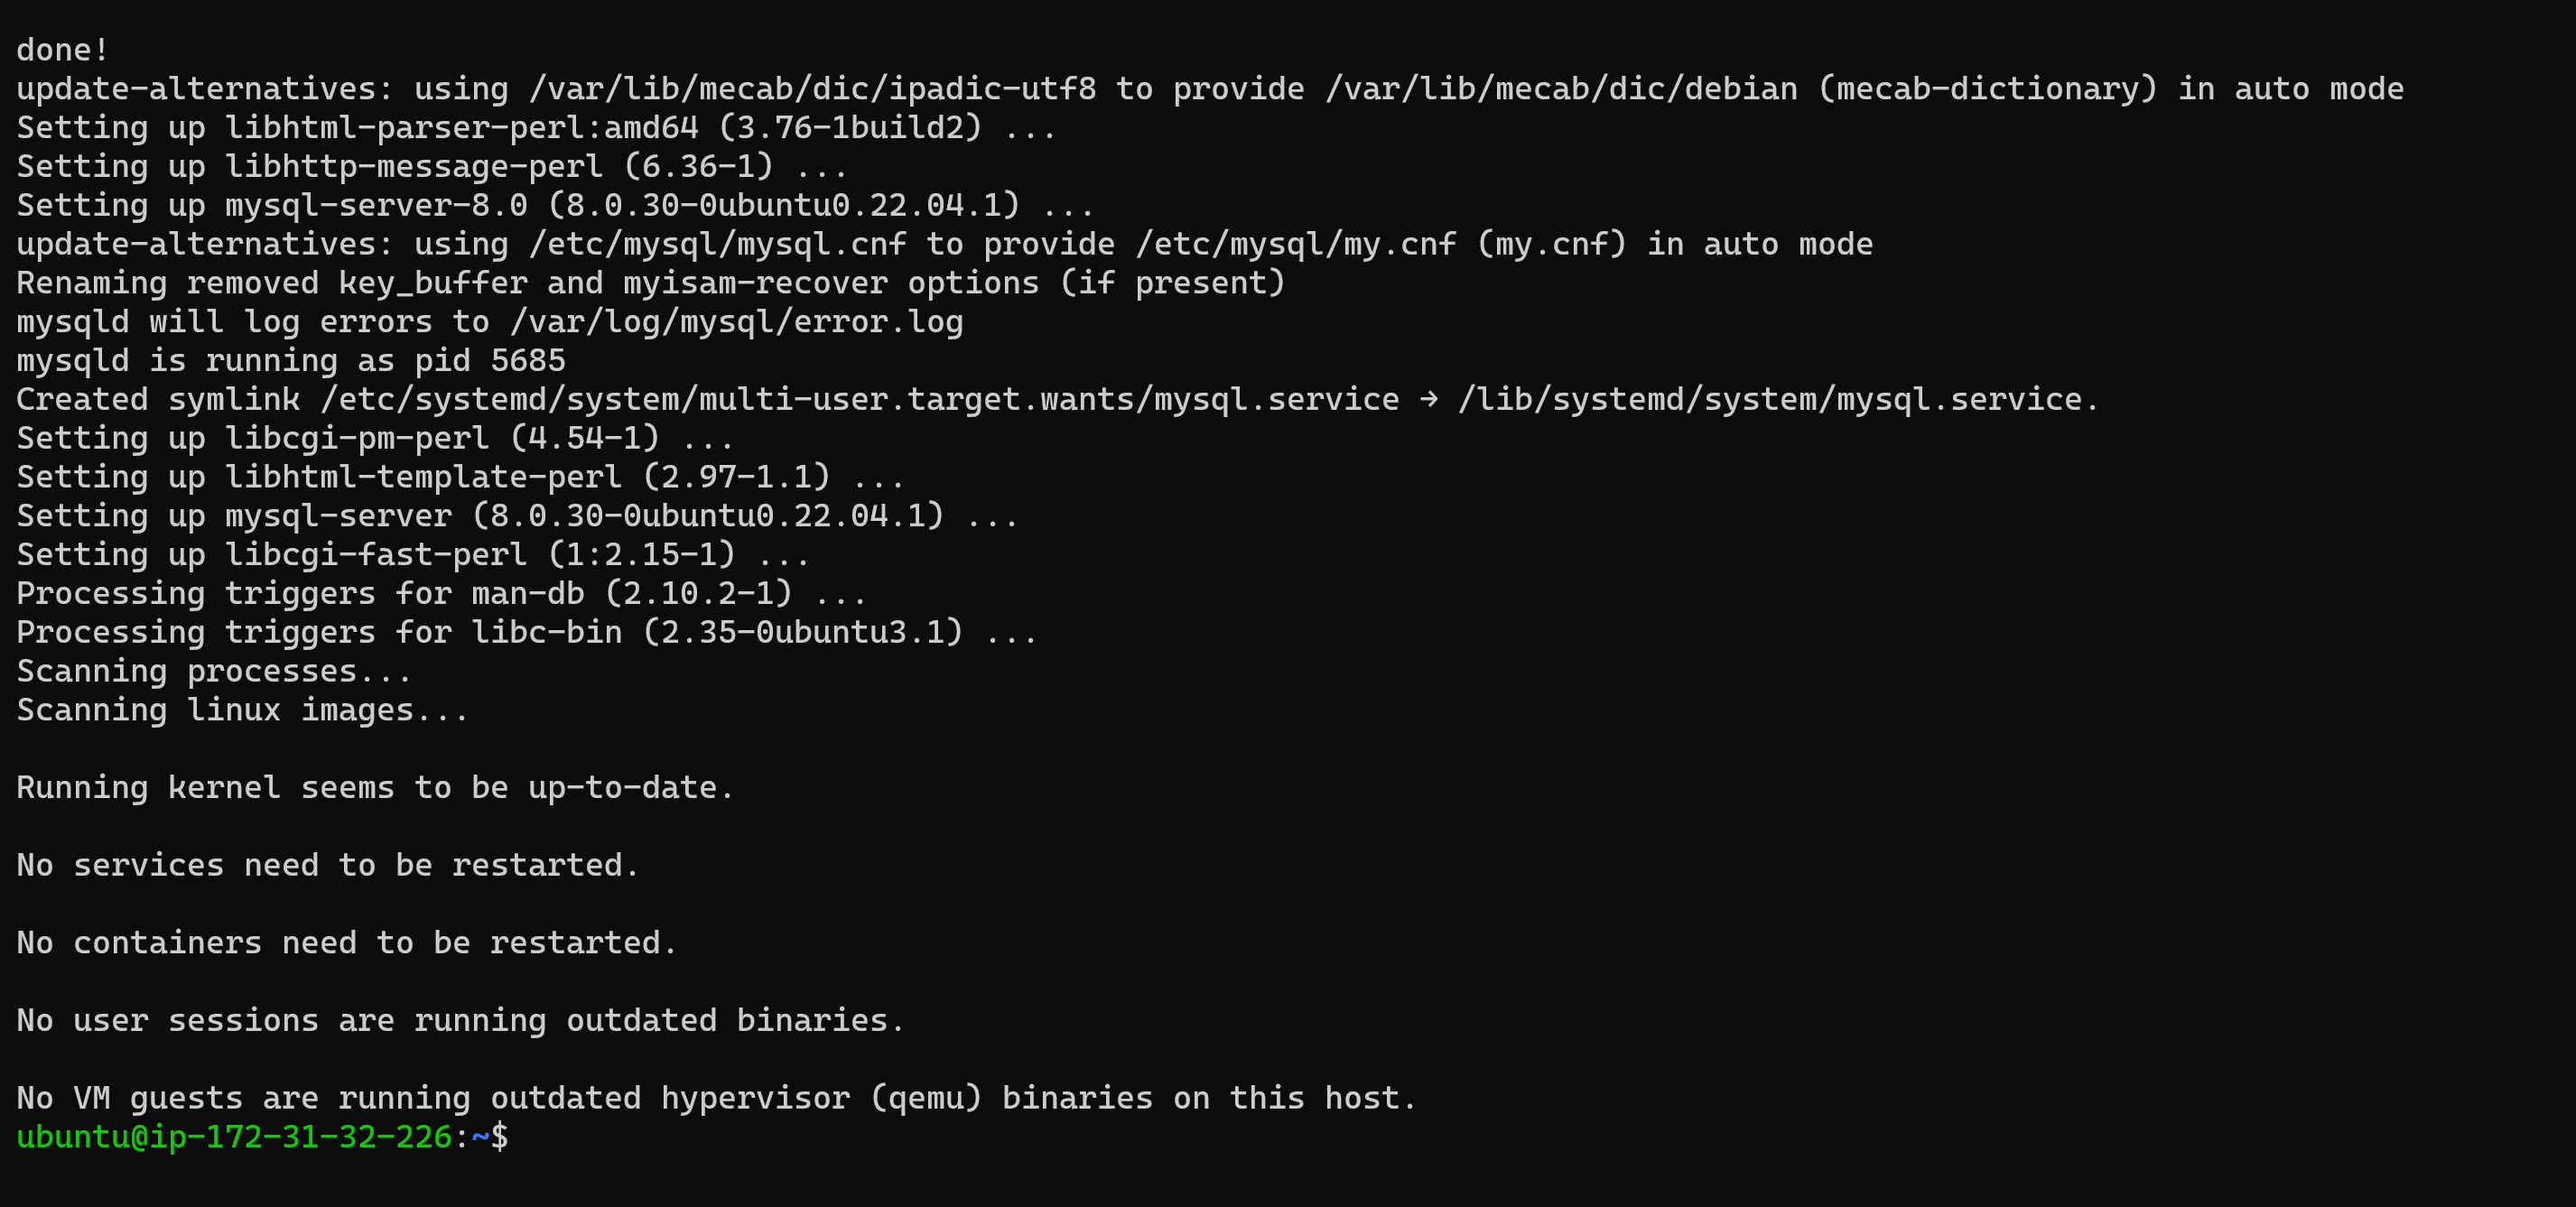 done!
update-alternatives: using /var/lib/mecab/dic/ipadic-utf8 to provide /var/lib/mecab/dic/debian (mecab-dictionary) in auto mode
Setting up libhtml-parser-perl:amd64 (3.76-1build2) ...
Setting up libhttp-message-perl (6.36-1) ...
Setting up mysql-server-8.0 (8.0.30-0ubuntu0.22.04.1) ...
update-alternatives: using /etc/mysql/mysql.cnf to provide /etc/mysql/my.cnf (my.cnf) in auto mode
Renaming removed key_buffer and myisam-recover options (if present)
mysqld will log errors to /var/log/mysql/error.log
mysqld is running as pid 5685
Created symlink /etc/systemd/system/multi-user.target.wants/mysql.service → /lib/systemd/system/mysql.service.
Setting up libcgi-pm-perl (4.54-1) ...
Setting up libhtml-template-perl (2.97-1.1) ...
Setting up mysql-server (8.0.30-0ubuntu0.22.04.1) ...
Setting up libcgi-fast-perl (1:2.15-1) ...
Processing triggers for man-db (2.10.2-1) ...
Processing triggers for libc-bin (2.35-0ubuntu3.1) ...
Scanning processes...
Scanning linux images...
Running kernel seems to be up-to-date.
No services need to be restarted.
No containers need to be restarted.
No user sessions are running outdated binaries.
No VM guests are running outdated hypervisor (qemu) binaries on this host.
ubuntu@ip-172-31-32-226:~$